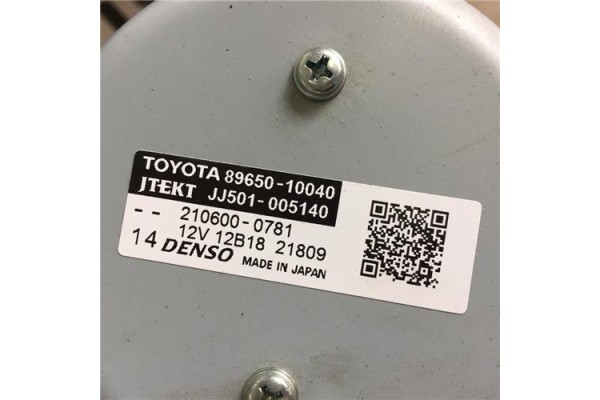 TOYOTA 89650-10040
JTEKT JJ501-005140
-- 210600-0781
12V 12B18 21809
14 DENSO MADE IN JAPAN